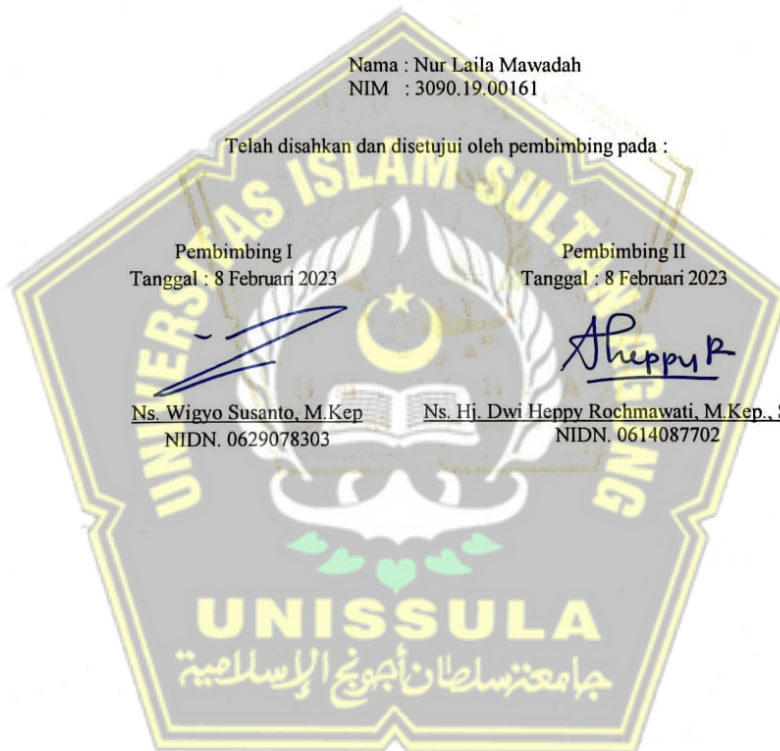 Nama : Nur Laila Mawadah
NIM : 3090.19.00161
Telah disahkan dan disetujui oleh pembimbing pada :
UNIVERSITAS ISLAM SULTAN AGUNG
Pembimbing I
Tanggal : 8 Februari 2023
Pembimbing II
Tanggal : 8 Februari 2023
Aheppy R
Ns. Wigyo Susanto, M.Kep
NIDN. 0629078303
Ns. Hj. Dwi Heppy Rochmawati, M.Kep., S
NIDN. 0614087702
UNISSULA
جامعة سلطان أجونج الإسلامية